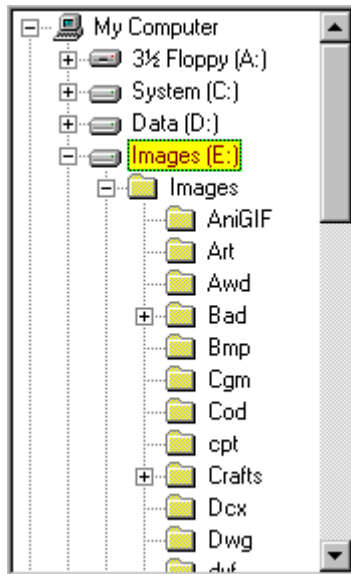 My Computer
3½ Floppy (A:)
System (C:)
Data (D:)
Images (E:)
Images
AniGIF
Art
Awd
Bad
Bmp
Cgm
Cod
cpt
Crafts
Dcx
Dwg